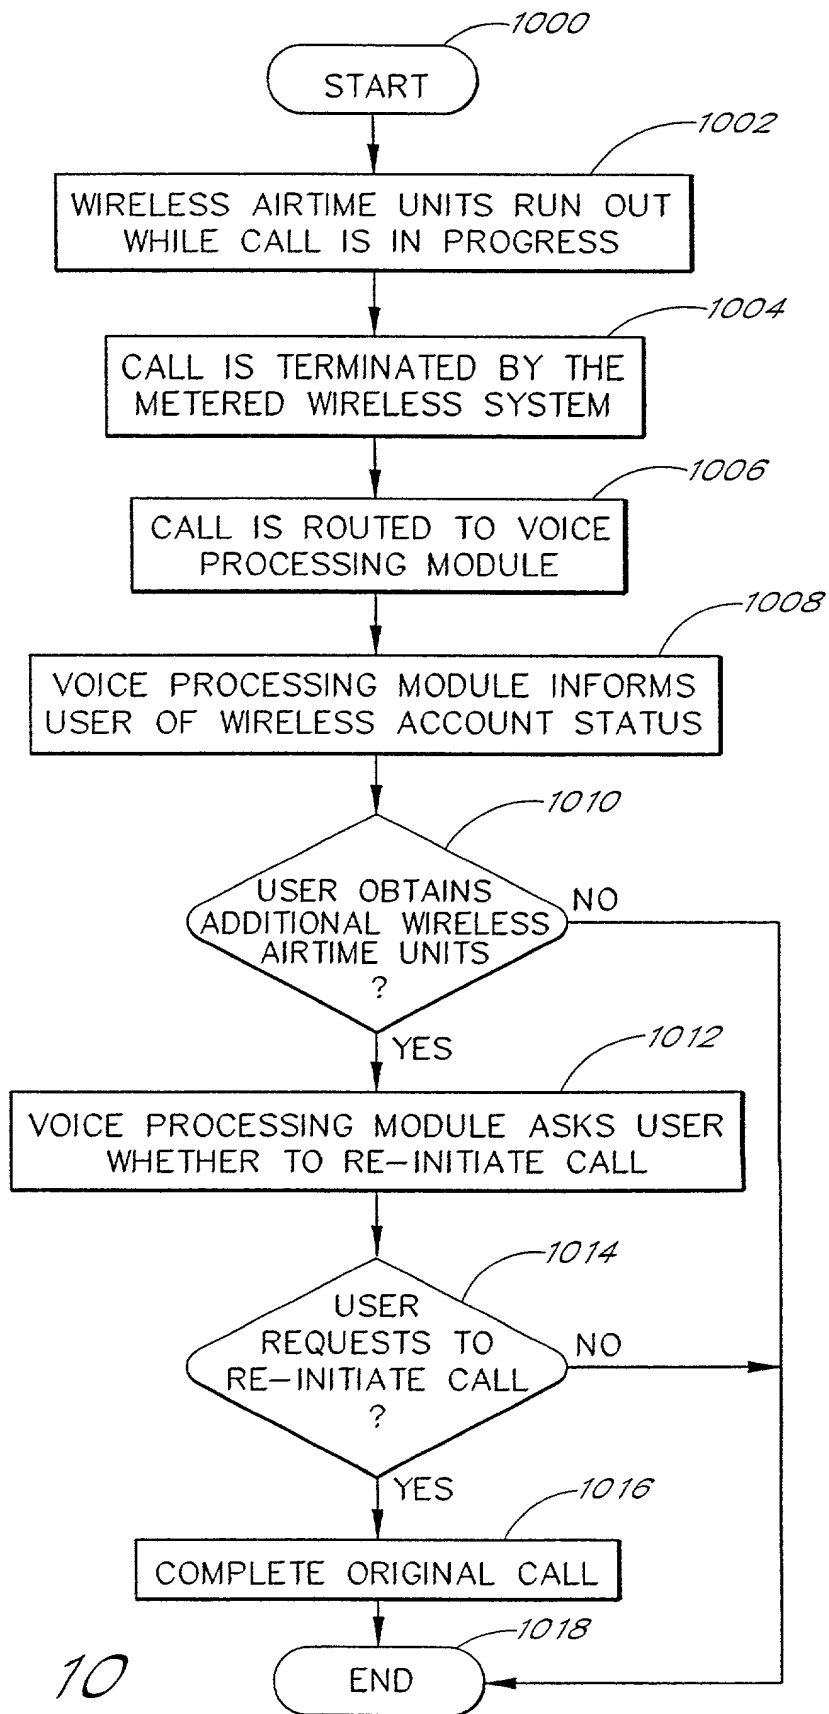 1000
START
1002
WIRELESS AIRTIME UNITS RUN OUT
WHILE CALL IS IN PROGRESS
1004
CALL IS TERMINATED BY THE
METERED WIRELESS SYSTEM
1006
CALL IS ROUTED TO VOICE
PROCESSING MODULE
1008
VOICE PROCESSING MODULE INFORMS
USER OF WIRELESS ACCOUNT STATUS
1010
USER OBTAINS
ADDITIONAL WIRELESS
AIRTIME UNITS
?
NO
YES
1012
VOICE PROCESSING MODULE ASKS USER
WHETHER TO RE-INITIATE CALL
1014
USER
REQUESTS TO
RE-INITIATE CALL
?
NO
YES
1016
COMPLETE ORIGINAL CALL
1018
END
10